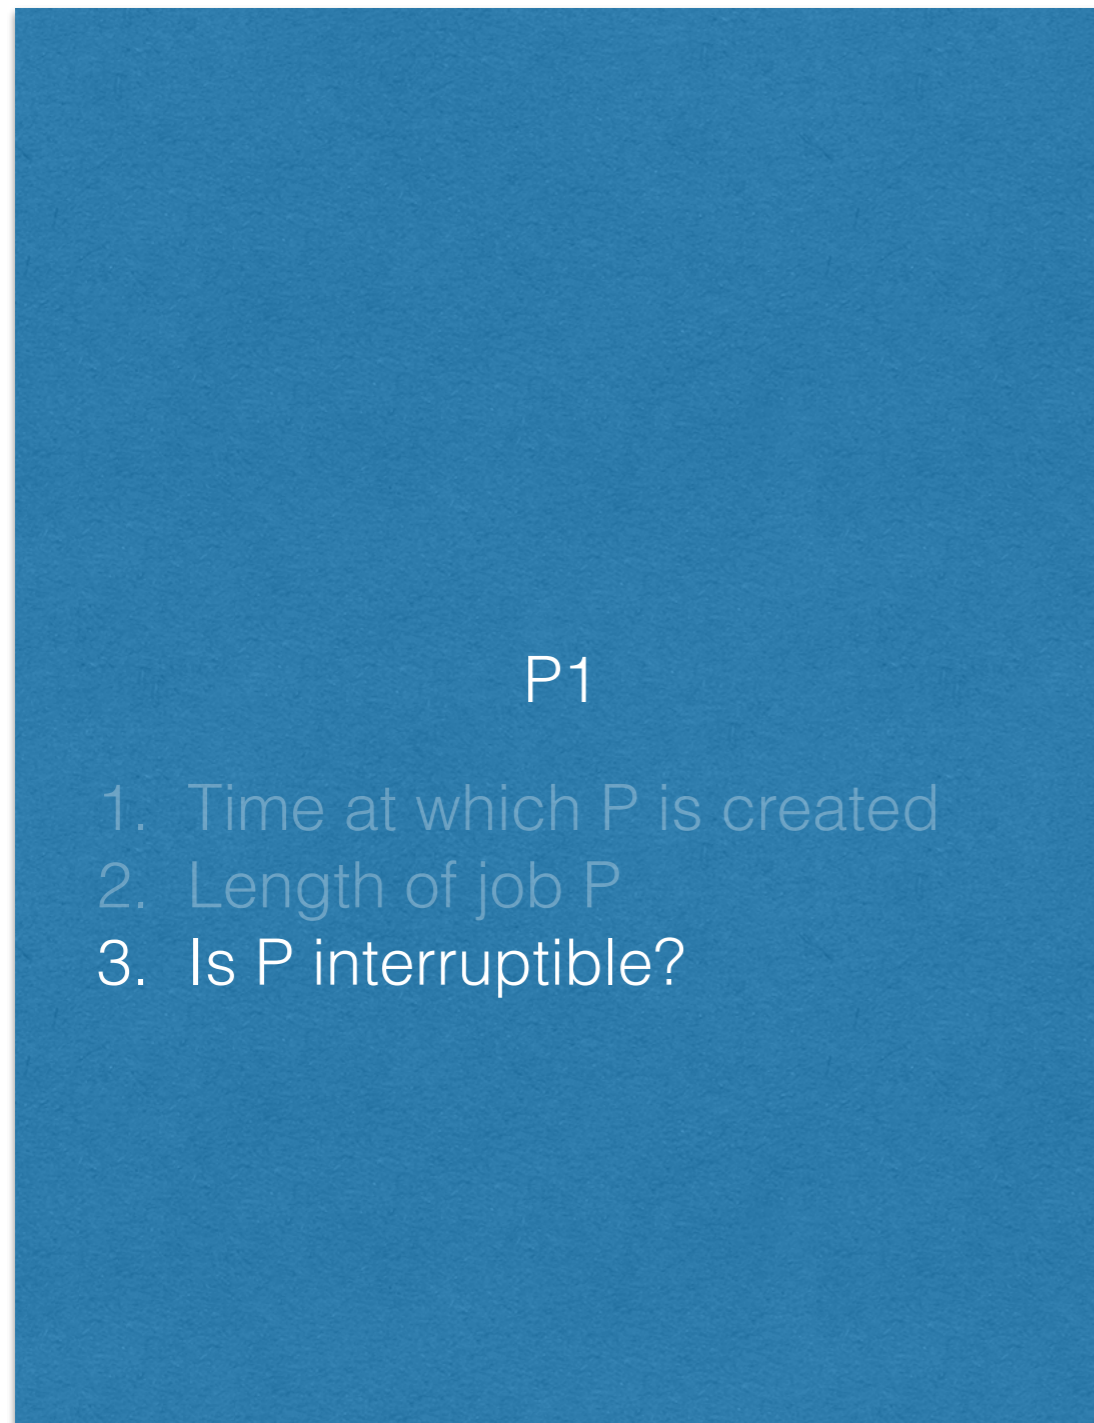 P1
1. Time at which P is created
2. Length of job P
3. Is P interruptible?